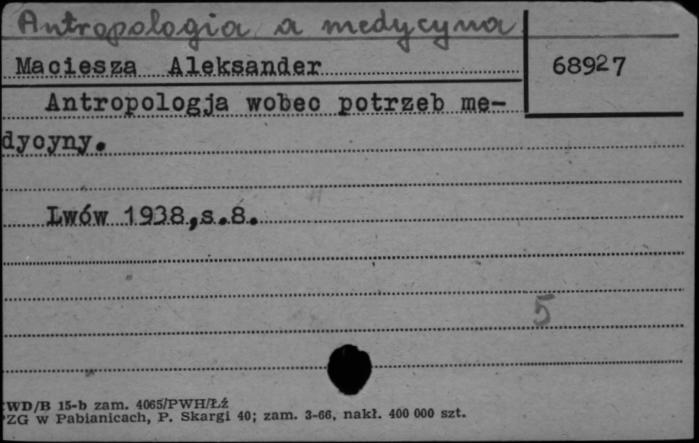 Antropologia a medycyna
Maciesza Aleksander
68927
Antropologja wobec potrzeb me-
dycyny.
Lwów 1938,s.8.
5
WD/B 15-b zam. 4065/PWH/Łź
PZG w Pabianicach, P. Skargi 40; zam. 3-66, nakł. 400 000 szt.